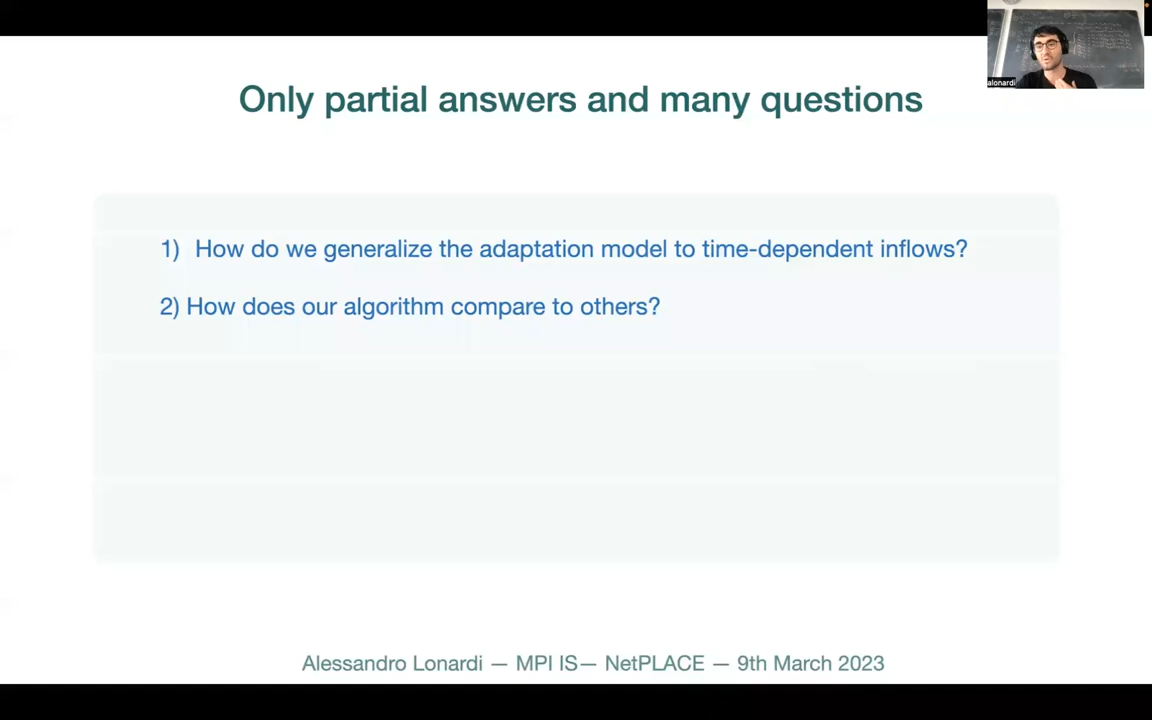 alonardi
Only partial answers and many questions
1) How do we generalize the adaptation model to time-dependent inflows?
2) How does our algorithm compare to others?
Alessandro Lonardi — MPI IS— NetPLACE — 9th March 2023